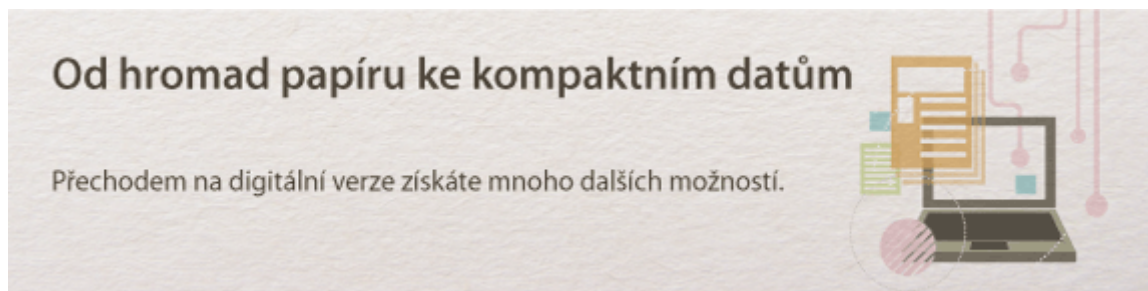 Od hromad papíru ke kompaktním datům
Přechodem na digitální verze získáte mnoho dalších možností.